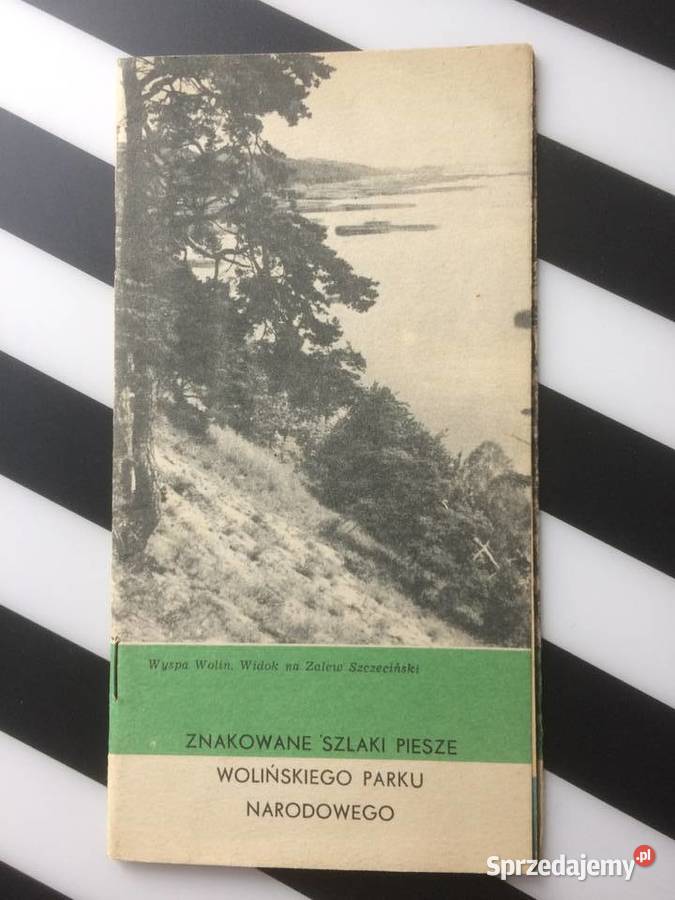 Wyspa Wolin. Widok na Zalew Szczeciński
ZNAKOWANE SZLAKI PIESZE
WOLIŃSKIEGO PARKU
NARODOWEGO
Sprzedajemy.pl